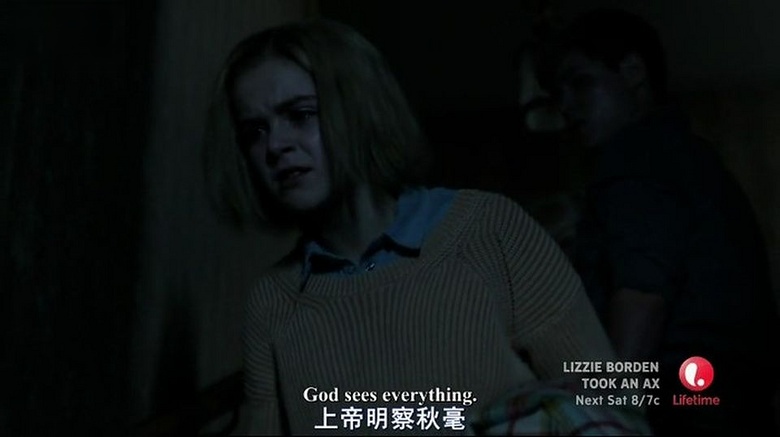 LIZZIE BORDEN
TOOK AN AX
Next Sat 8/7c
Lifetime
God sees everything.
上帝明察秋毫